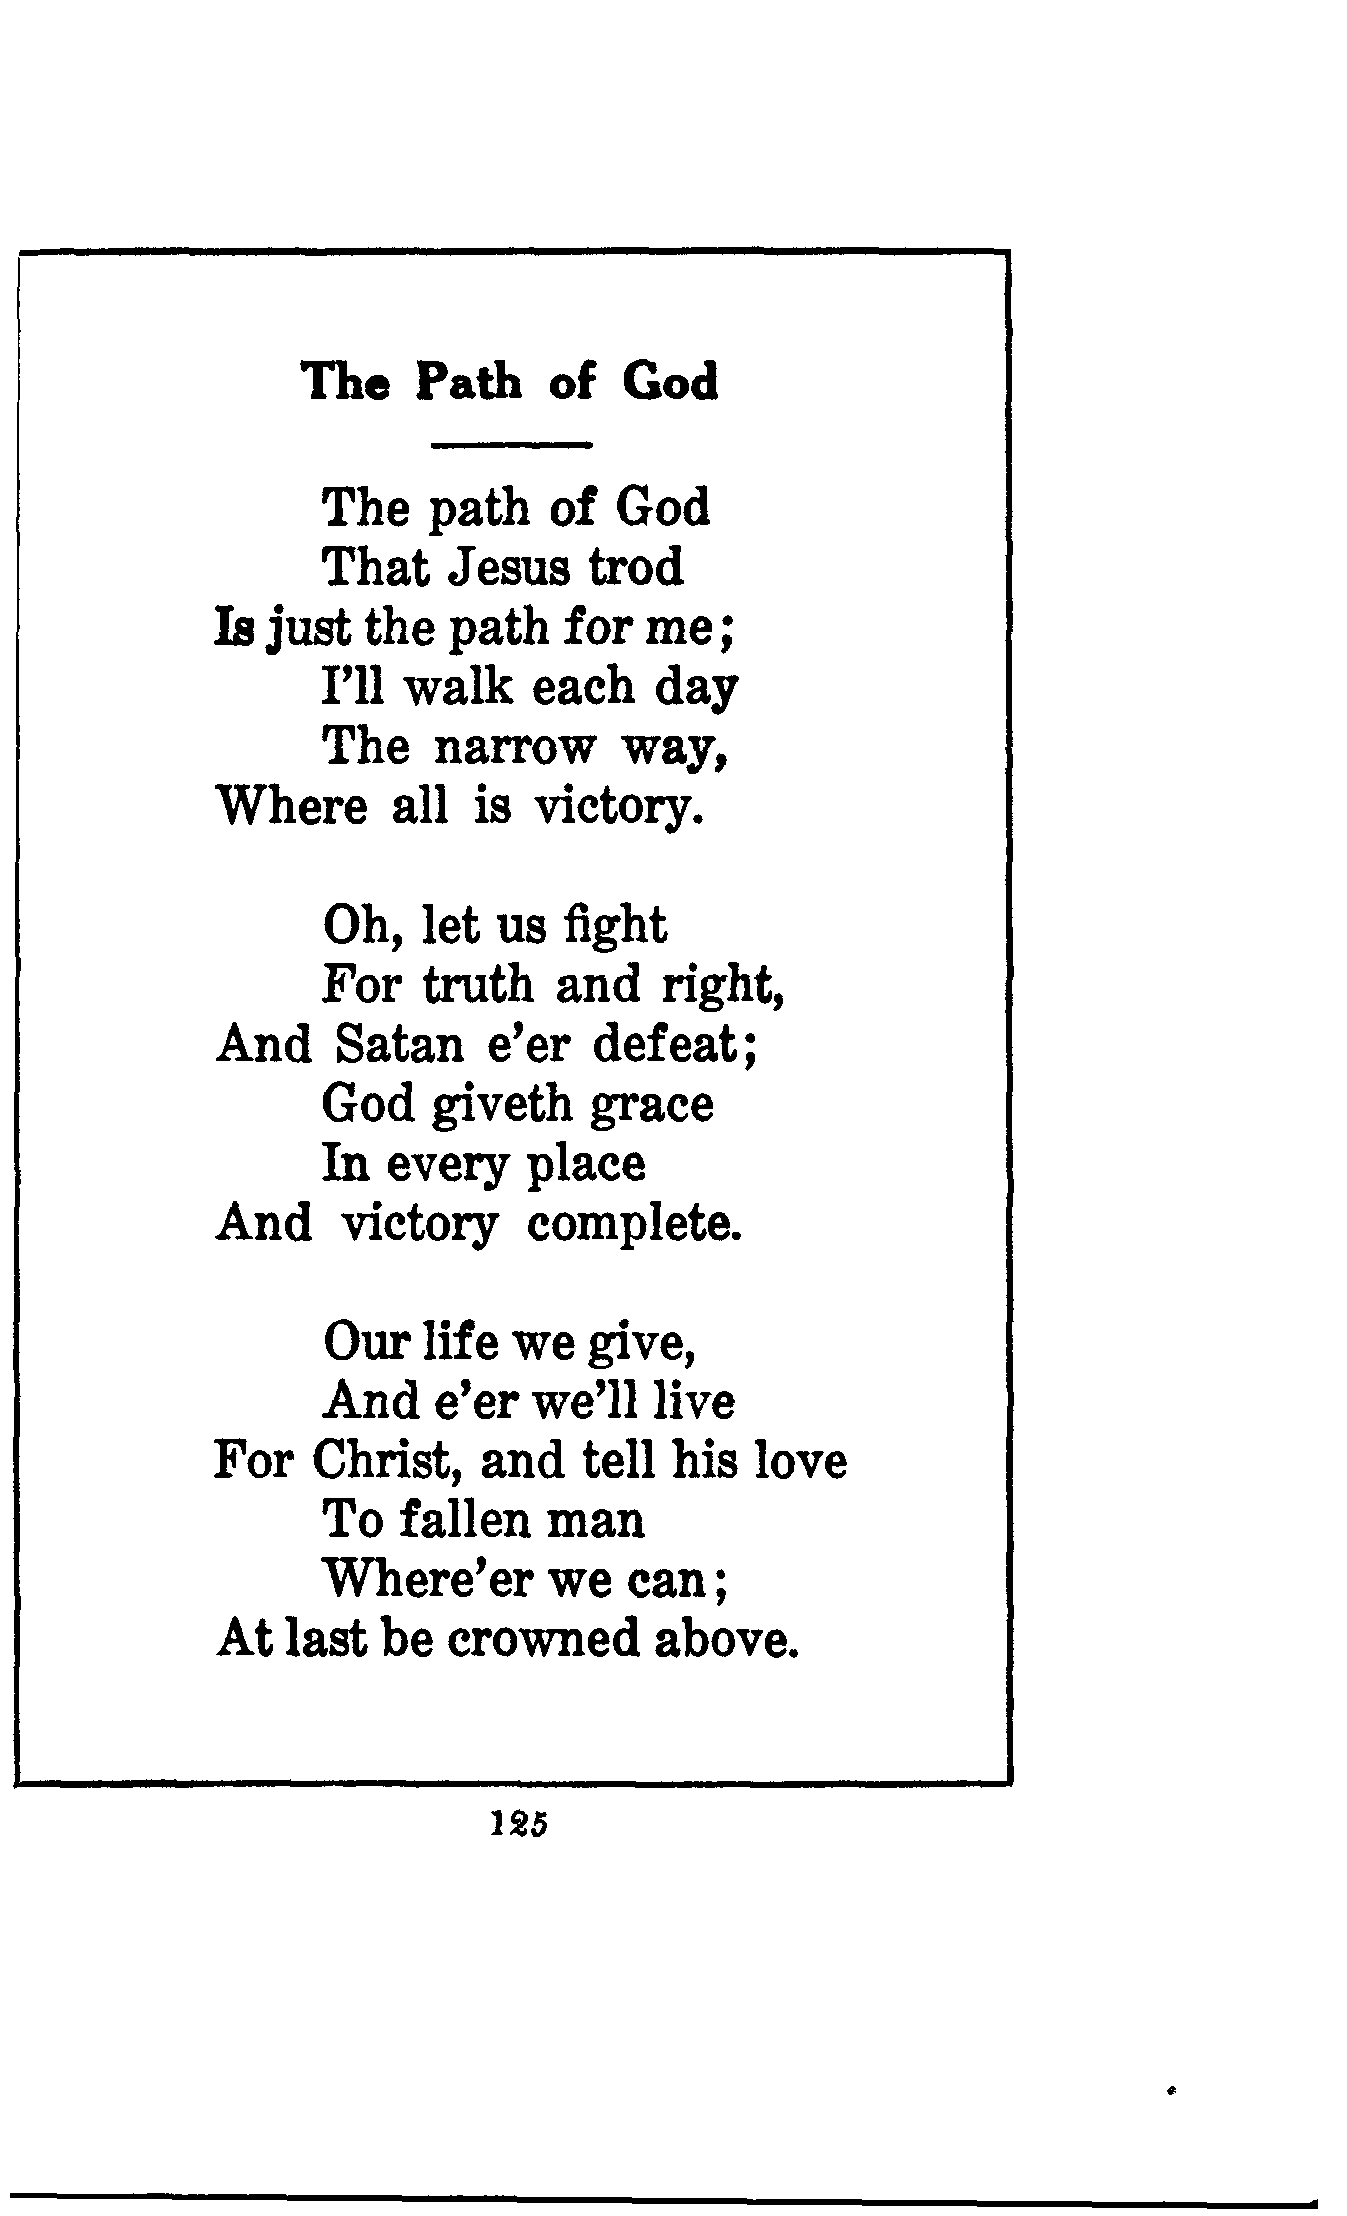 The Path of God
The path of God
That Jesus trod
Is just the path for me;
I'll walk each day
The narrow way,
Where all is victory.
Oh, let us fight
For truth and right,
And Satan e'er defeat;
God giveth grace
In every place
And victory complete.
Our life we give,
And e'er we'll live
For Christ, and tell his love
To fallen man
Where'er we can;
At last be crowned above.
125